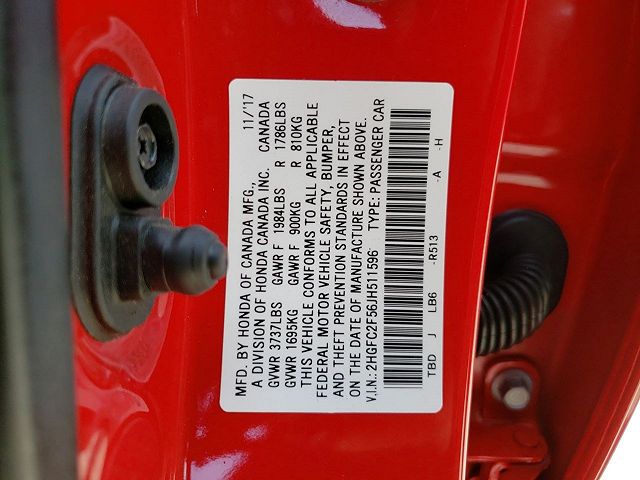 MFD. BY HONDA OF CANADA MFG., 11/'17
A DIVISION OF HONDA CANADA INC. CANADA
GVWR 3737LBS GAWR F 1984LBS R 1786LBS
GVWR 1695KG GAWR F 900KG R 810KG
THIS VEHICLE CONFORMS TO ALL APPLICABLE
FEDERAL MOTOR VEHICLE SAFETY, BUMPER,
AND THEFT PREVENTION STANDARDS IN EFFECT
ON THE DATE OF MANUFACTURE SHOWN ABOVE.
V.I.N.: 2HGFC2F56JH511596 TYPE: PASSENGER CAR
TBD J LB6 -R513 -A -H